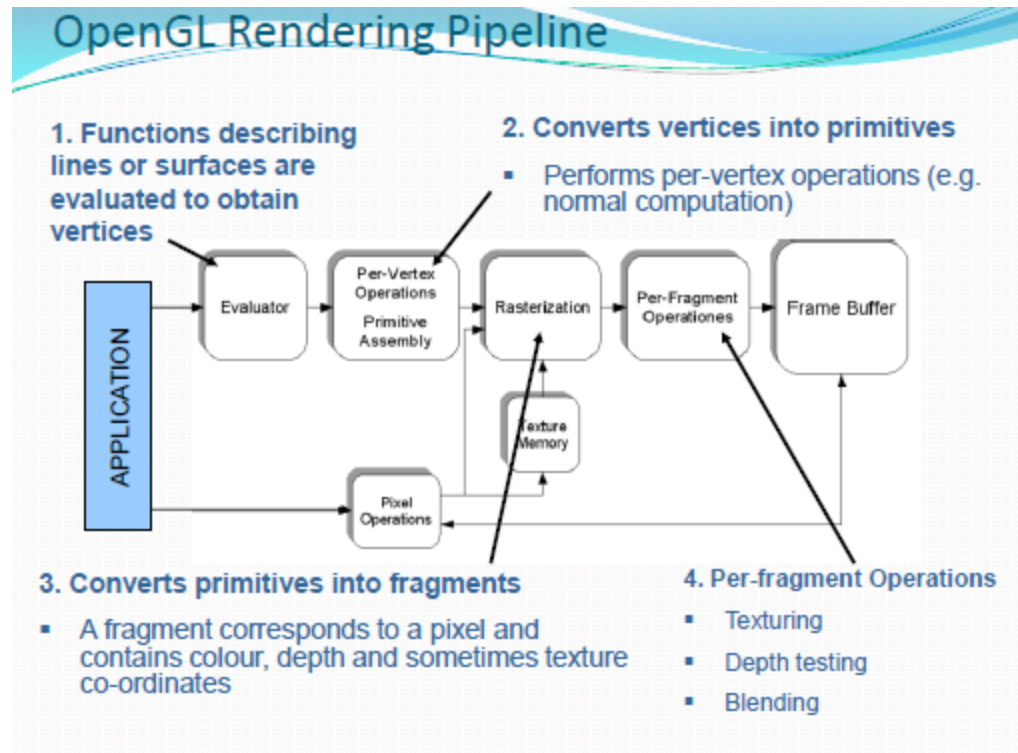 OpenGL Rendering Pipeline
1. Functions describing
lines or surfaces are
evaluated to obtain
vertices
2. Converts vertices into primitives
▪ Performs per-vertex operations (e.g.
normal computation)
APPLICATION
Evaluator
Per-Vertex
Operations
Primitive
Assembly
Rasterization
Per-Fragment
Operationes
Frame Buffer
Texture
Memory
Pixel
Operations
3. Converts primitives into fragments
▪ A fragment corresponds to a pixel and
contains colour, depth and sometimes texture
co-ordinates
4. Per-fragment Operations
▪ Texturing
▪ Depth testing
▪ Blending